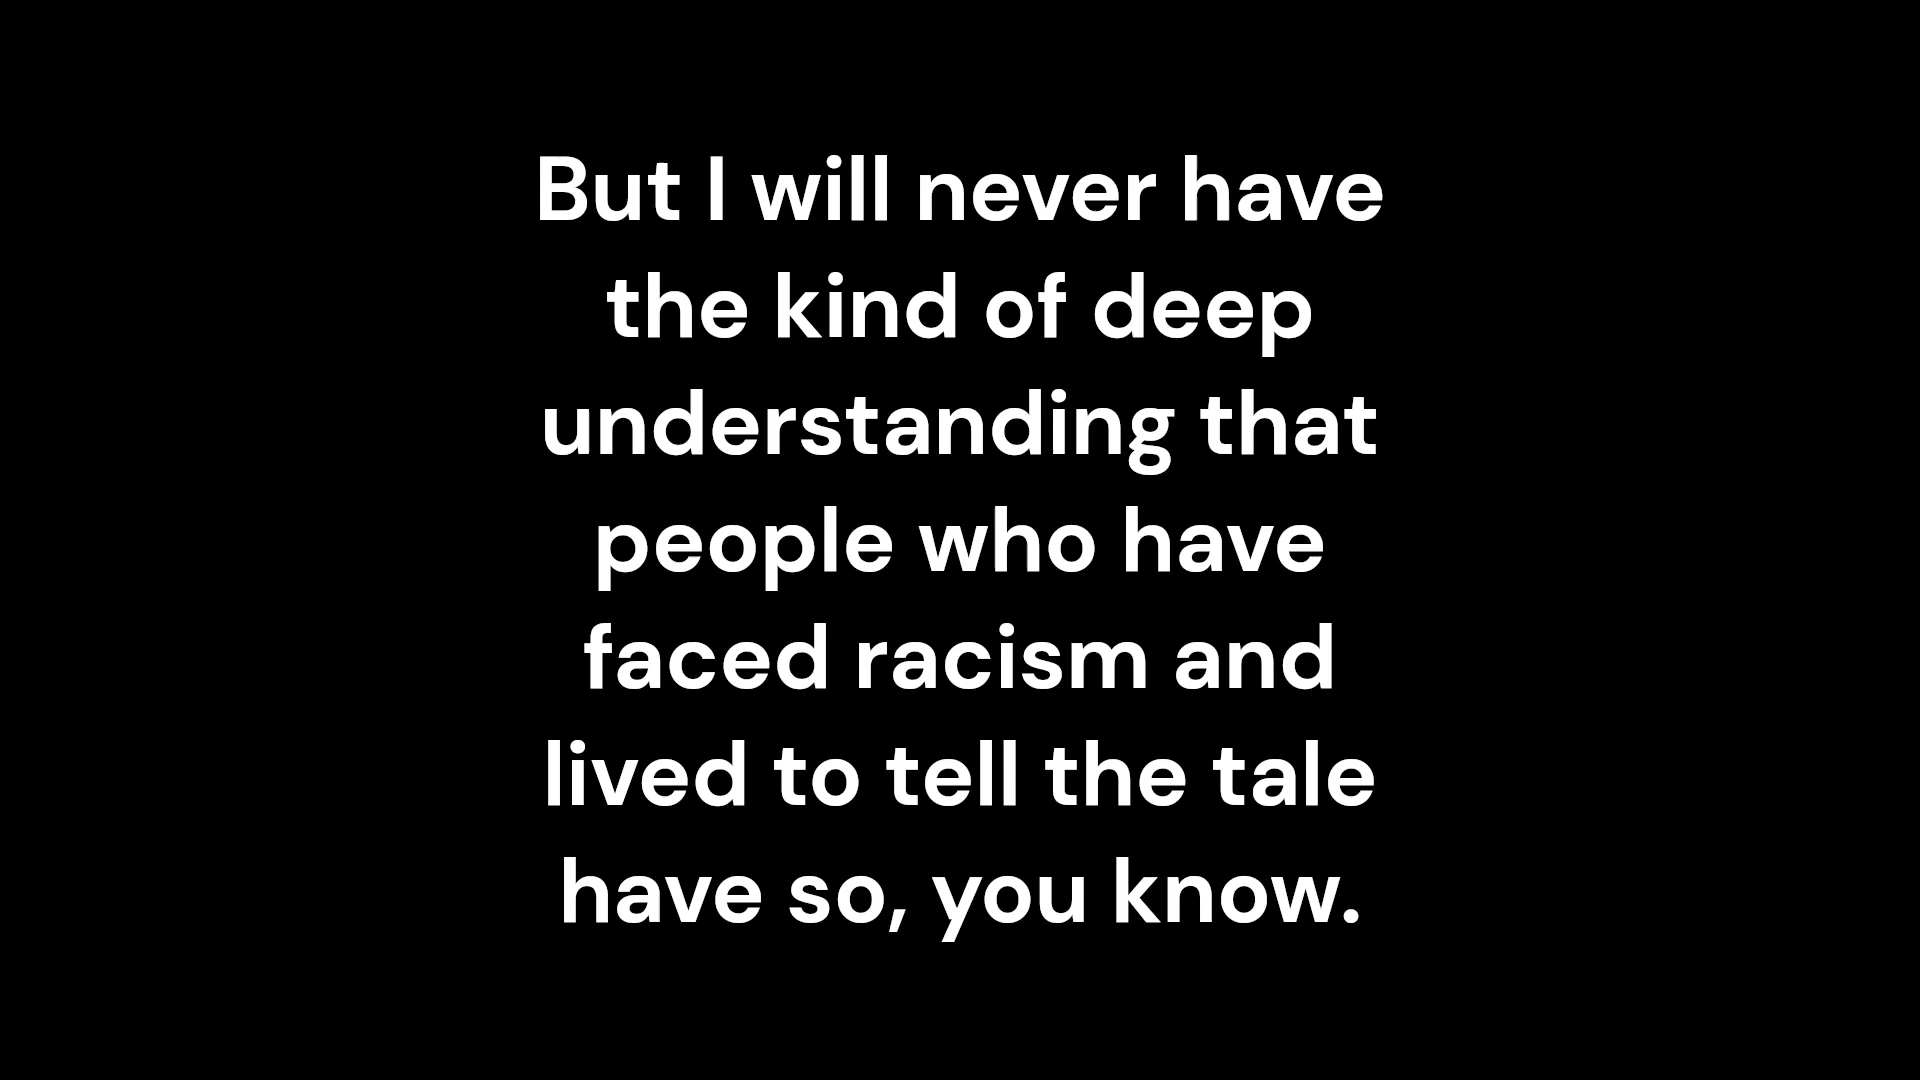 But I will never have
the kind of deep
understanding that
people who have
faced racism and
lived to tell the tale
have so, you know.